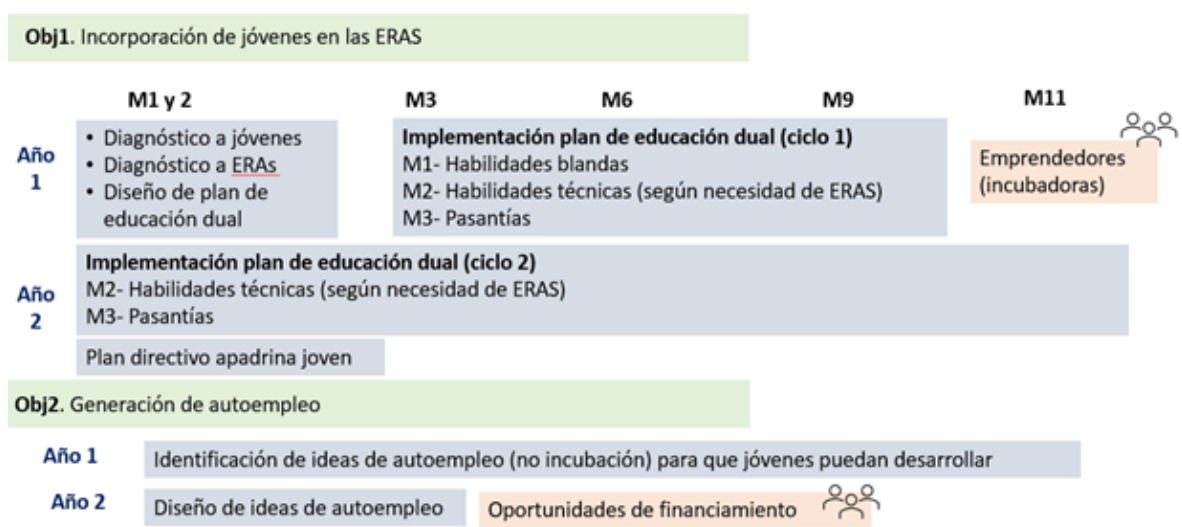 Obj1. Incorporación de jóvenes en las ERAS
M1 y 2 M3 M6 M9 M11
Año 1
• Diagnóstico a jóvenes
• Diagnóstico a ERAs
• Diseño de plan de
educación dual
Implementación plan de educación dual (ciclo 1)
M1- Habilidades blandas
M2- Habilidades técnicas (según necesidad de ERAS)
M3- Pasantías
Emprendedores
(incubadoras)
Año 2
Implementación plan de educación dual (ciclo 2)
M2- Habilidades técnicas (según necesidad de ERAS)
M3- Pasantías
Plan directivo apadrina joven
Obj2. Generación de autoempleo
Año 1 Identificación de ideas de autoempleo (no incubación) para que jóvenes puedan desarrollar
Año 2 Diseño de ideas de autoempleo Oportunidades de financiamiento